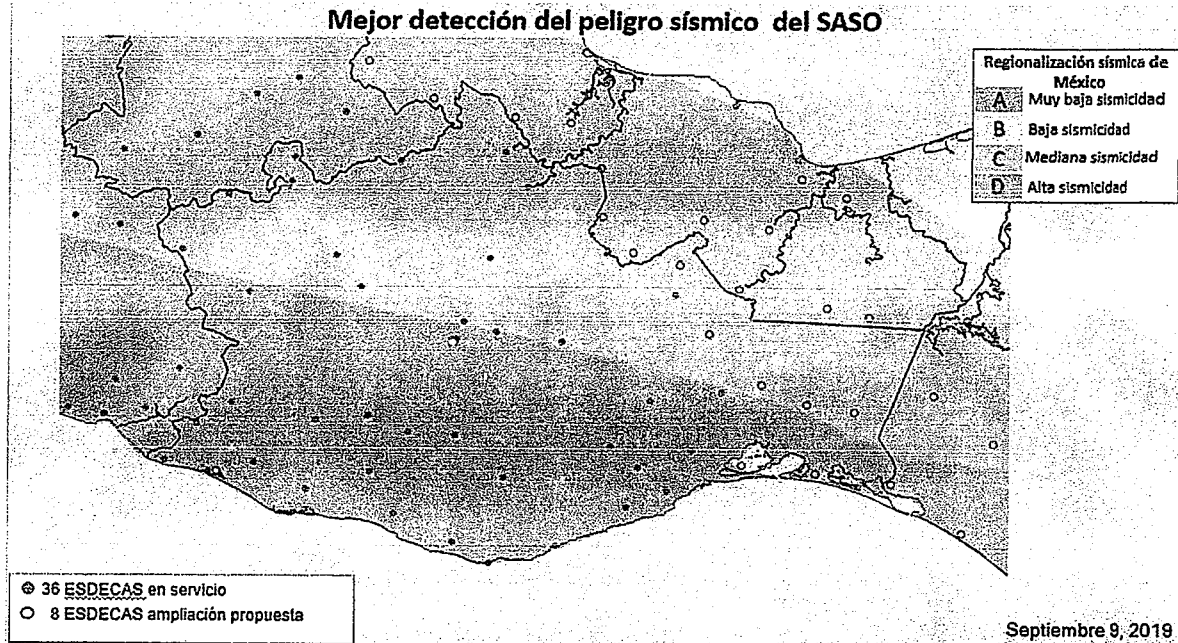 Mejor detección del peligro sísmico del SASO
Regionalización sísmica de
México
A Muy baja sismicidad
B Baja sismicidad
C Mediana sismicidad
D Alta sismicidad
36 ESDECAS en servicio
8 ESDECAS ampliación propuesta
Septiembre 9, 2019